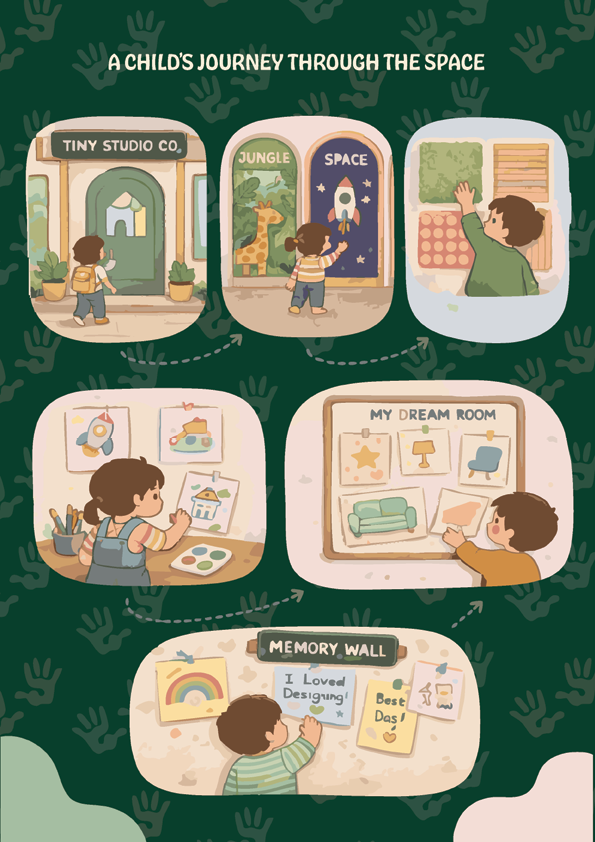 A CHILD'S JOURNEY THROUGH THE SPACE
TINY STUDIO CO.
JUNGLE
SPACE
MY DREAM ROOM
MEMORY WALL
I Loved
Designing!
Best
Das!